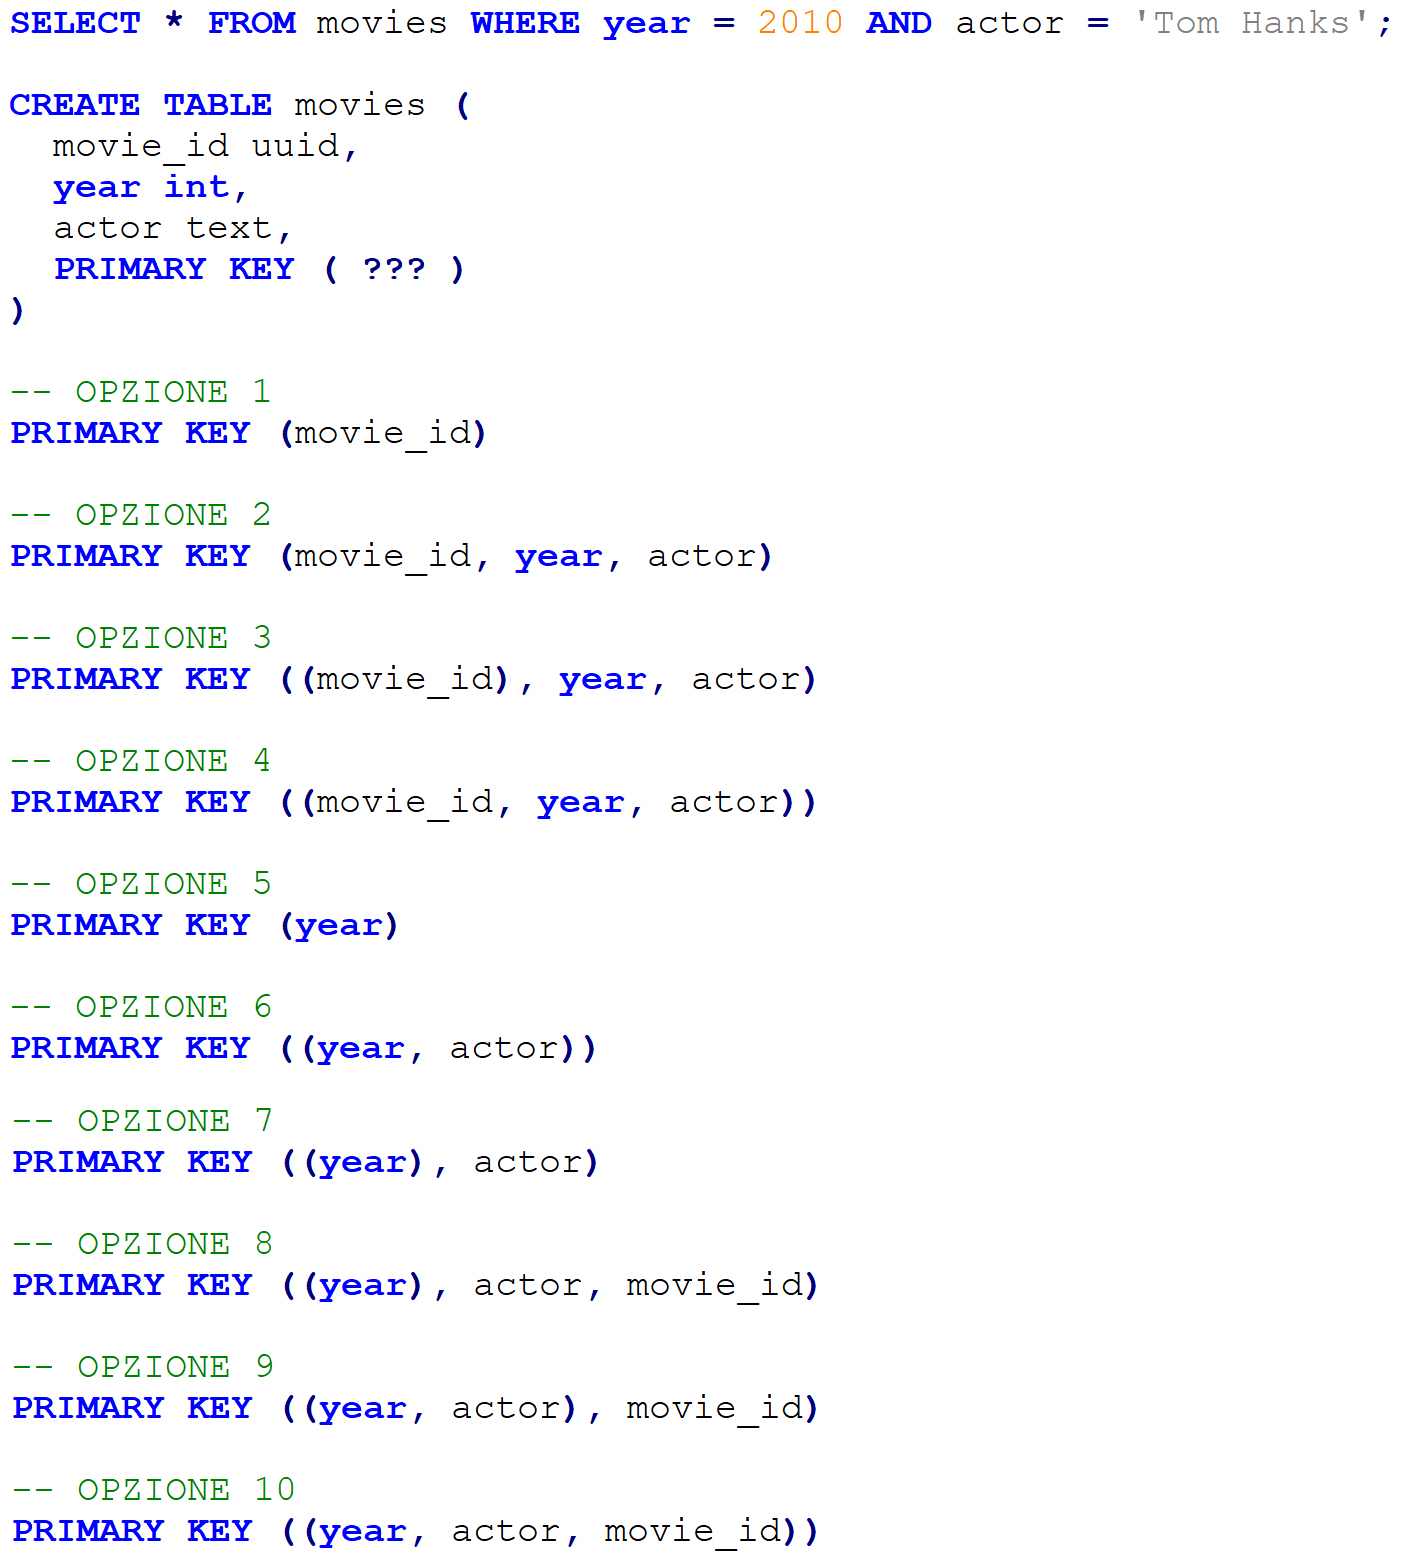 SELECT * FROM movies WHERE year = 2010 AND actor = 'Tom Hanks';
CREATE TABLE movies (
movie_id uuid,
year int,
actor text,
PRIMARY KEY ( ??? )
)
-- OPZIONE 1
PRIMARY KEY (movie_id)
-- OPZIONE 2
PRIMARY KEY (movie_id, year, actor)
-- OPZIONE 3
PRIMARY KEY ((movie_id), year, actor)
-- OPZIONE 4
PRIMARY KEY ((movie_id, year, actor))
-- OPZIONE 5
PRIMARY KEY (year)
-- OPZIONE 6
PRIMARY KEY ((year, actor))
-- OPZIONE 7
PRIMARY KEY ((year), actor)
-- OPZIONE 8
PRIMARY KEY ((year), actor, movie_id)
-- OPZIONE 9
PRIMARY KEY ((year, actor), movie_id)
-- OPZIONE 10
PRIMARY KEY ((year, actor, movie_id))